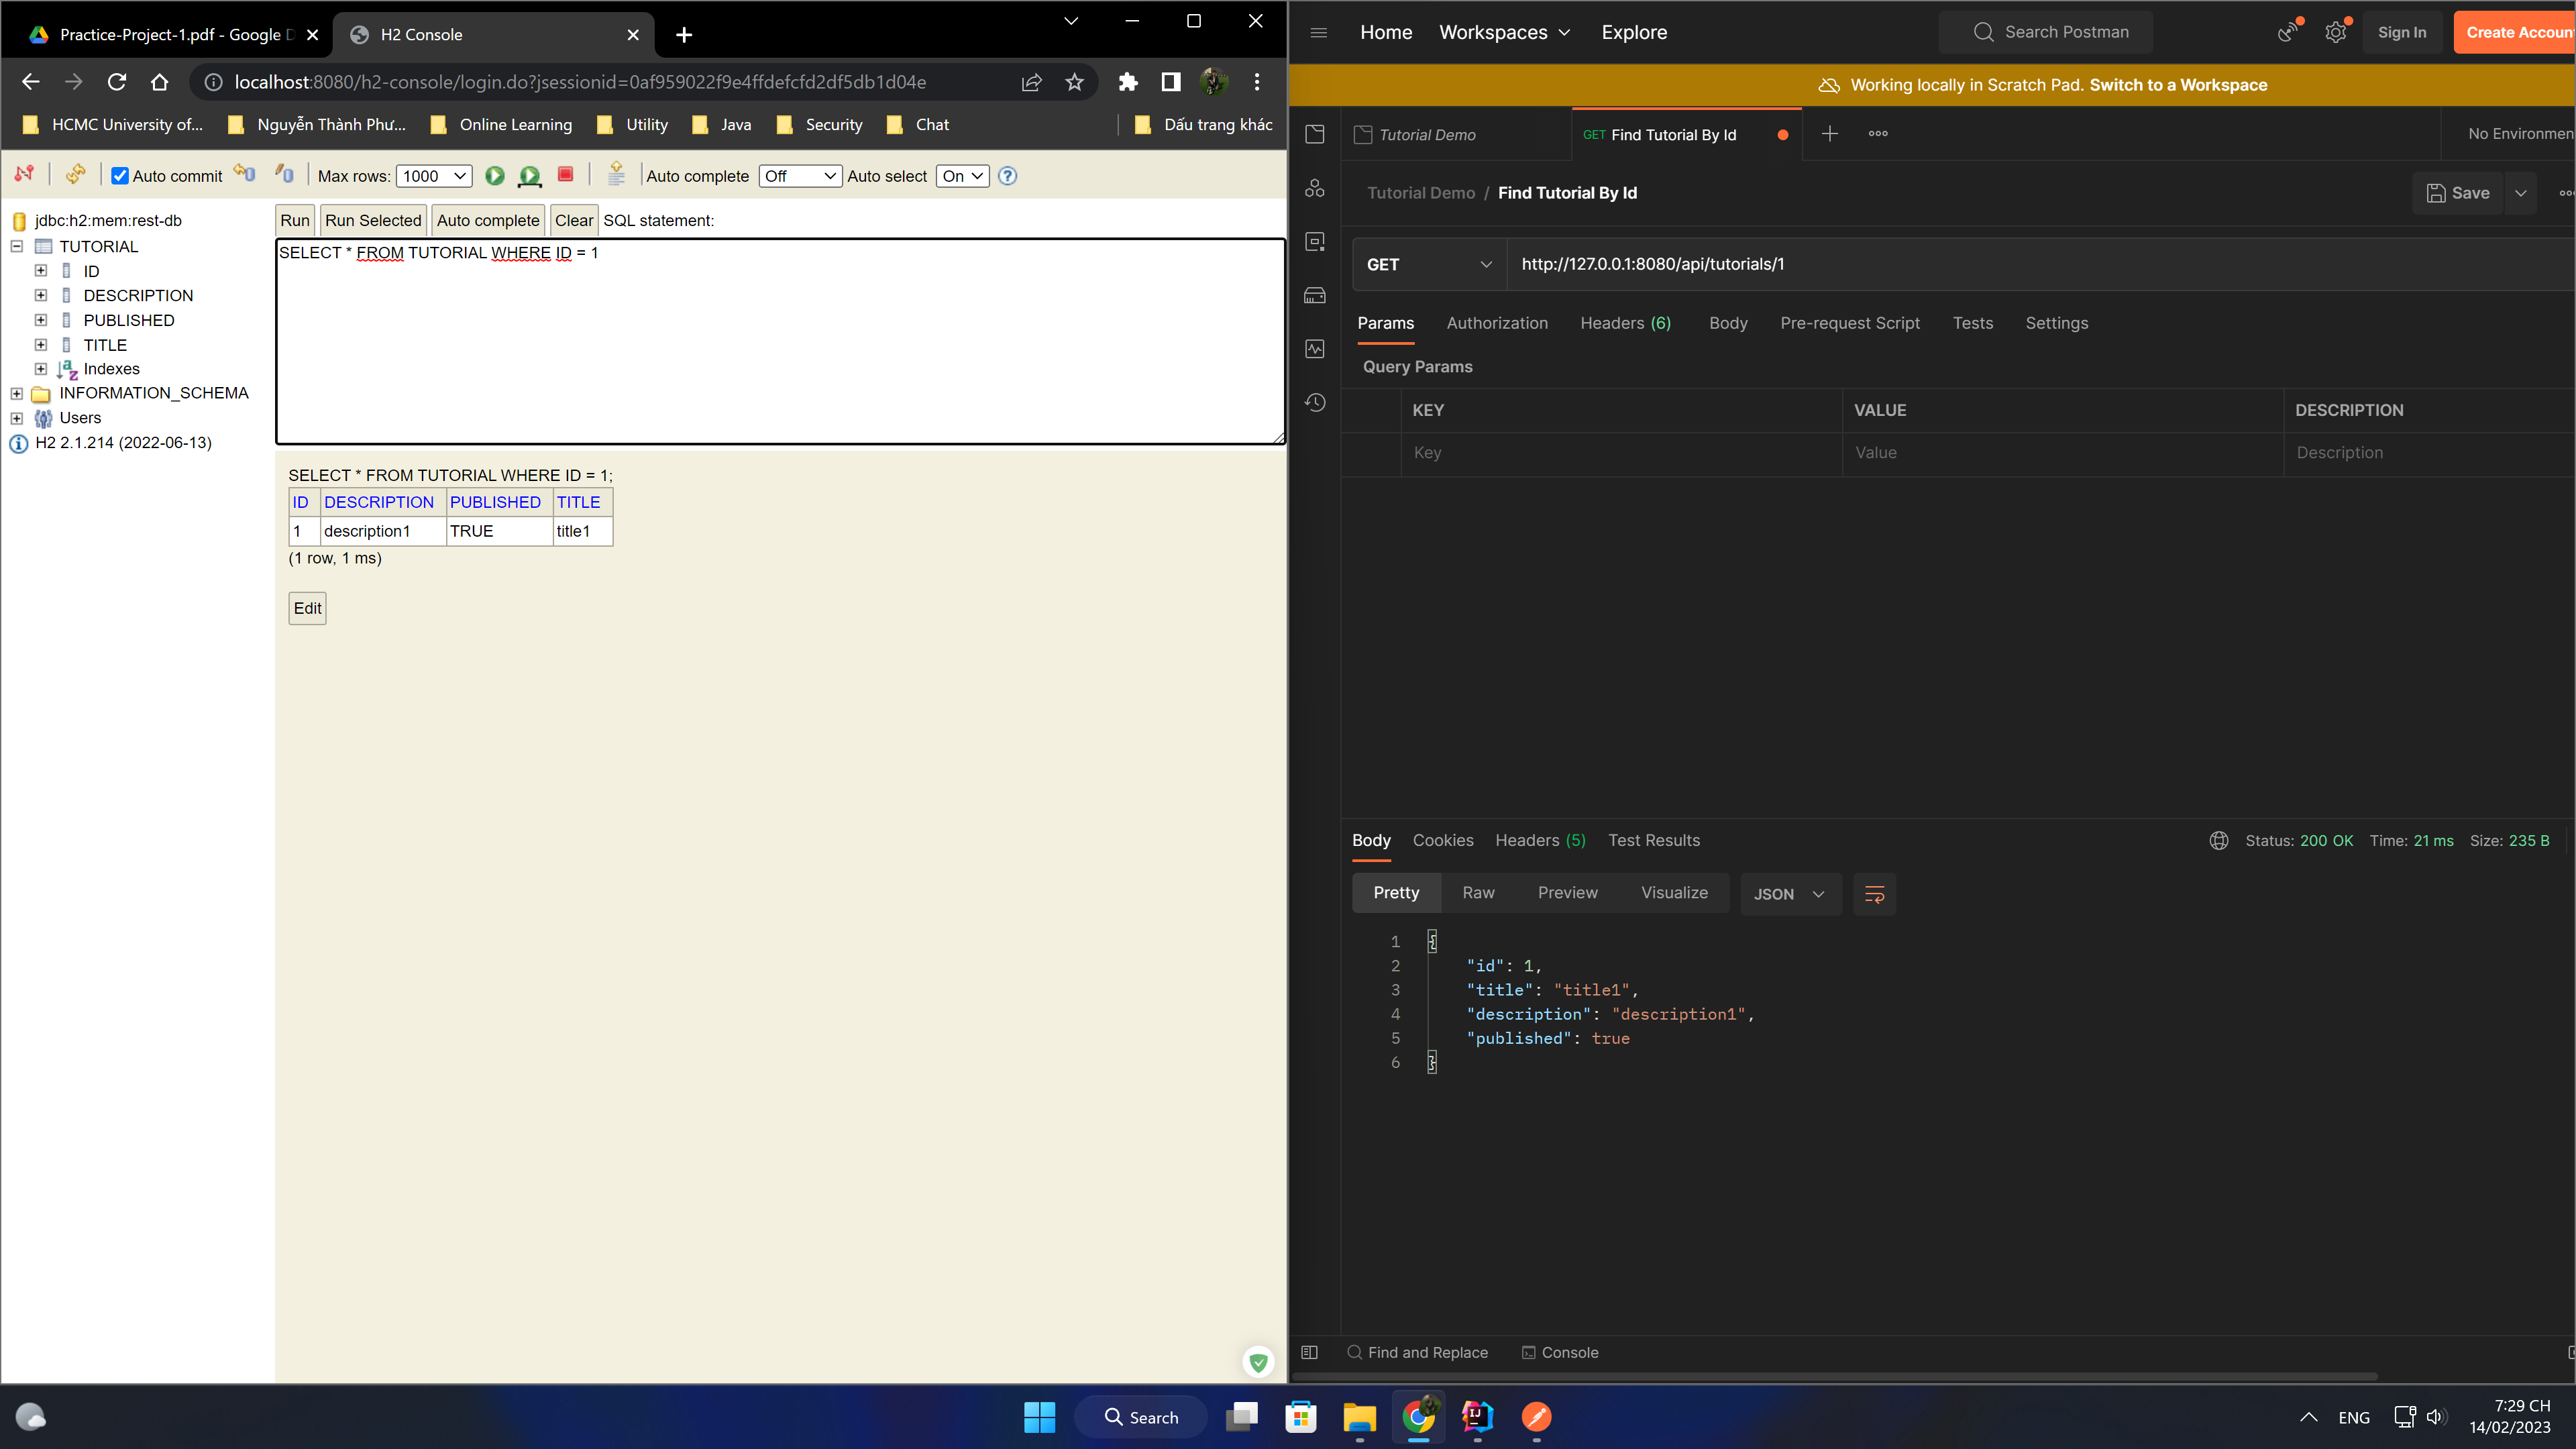 Practice-Project-1.pdf - Google D
H2 Console
localhost:8080/h2-console/login.do?jsessionid=0af959022f9e4ffdefcfd2df5db1d04e
HCMC University of...
Nguyễn Thành Phư...
Online Learning
Utility
Java
Security
Chat
Dấu trang khác
Auto commit
Max rows: 1000
Auto complete Off
Auto select On
jdbc:h2:mem:rest-db
TUTORIAL
ID
DESCRIPTION
PUBLISHED
TITLE
Indexes
INFORMATION_SCHEMA
Users
H2 2.1.214 (2022-06-13)
Run Run Selected Auto complete Clear SQL statement:
SELECT * FROM TUTORIAL WHERE ID = 1
SELECT * FROM TUTORIAL WHERE ID = 1;
ID DESCRIPTION PUBLISHED TITLE
1 description1 TRUE title1
(1 row, 1 ms)
Edit
Home Workspaces Explore
Search Postman
Sign In
Create Accoun
Working locally in Scratch Pad. Switch to a Workspace
Tutorial Demo
GET Find Tutorial By Id
No Environmen
Tutorial Demo / Find Tutorial By Id
Save
GET http://127.0.0.1:8080/api/tutorials/1
Params Authorization Headers (6) Body Pre-request Script Tests Settings
Query Params
KEY VALUE DESCRIPTION
Key Value Description
Body Cookies Headers (5) Test Results
Status: 200 OK Time: 21 ms Size: 235 B
Pretty Raw Preview Visualize JSON
1 {
2 "id": 1,
3 "title": "title1",
4 "description": "description1",
5 "published": true
6 }
Find and Replace Console
Search
ENG
7:29 CH
14/02/2023